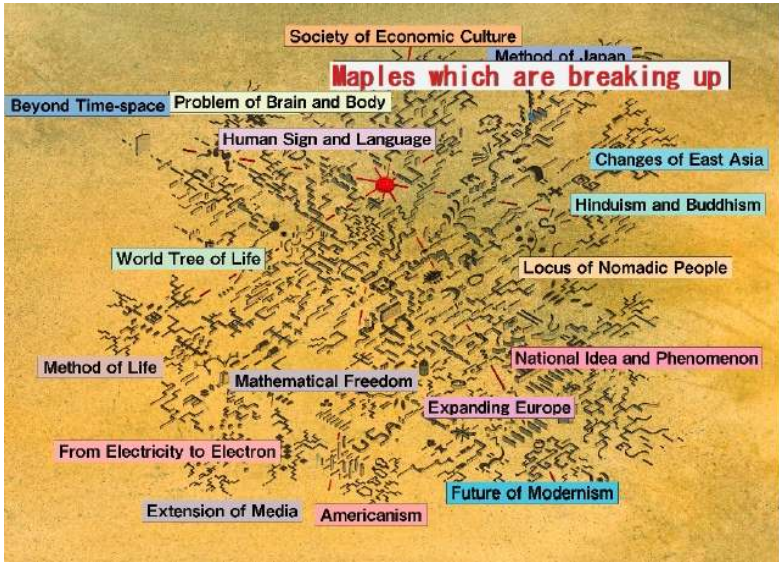 Society of Economic Culture
Method of Japan
Maples which are breaking up
Beyond Time-space
Problem of Brain and Body
Human Sign and Language
Changes of East Asia
Hinduism and Buddhism
World Tree of Life
Locus of Nomadic People
National Idea and Phenomenon
Method of Life
Mathematical Freedom
Expanding Europe
From Electricity to Electron
Future of Modernism
Extension of Media
Americanism
USA